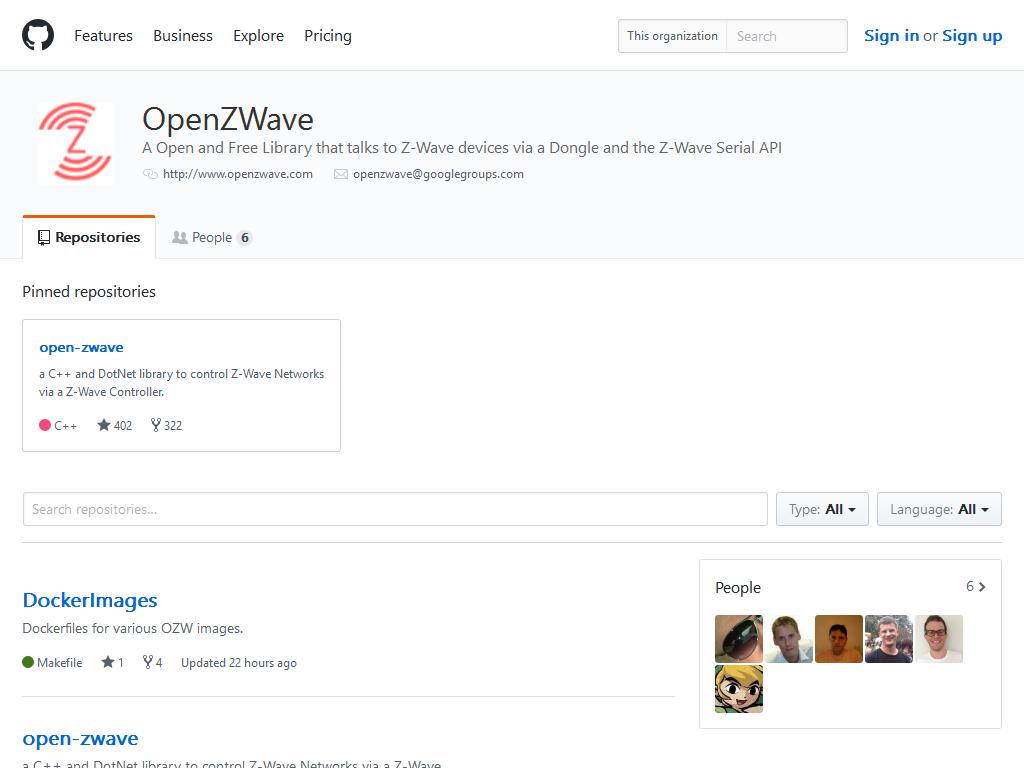 Features Business Explore Pricing This organization Search Sign in or Sign up
OpenZWave
A Open and Free Library that talks to Z-Wave devices via a Dongle and the Z-Wave Serial API
http://www.openzwave.com openzwave@googlegroups.com
Repositories People 6
Pinned repositories
open-zwave
a C++ and DotNet library to control Z-Wave Networks
via a Z-Wave Controller.
C++ 402 322
Search repositories... Type: All Language: All
People 6
DockerImages
Dockerfiles for various OZW images.
Makefile 1 4 Updated 22 hours ago
open-zwave
a C++ and DotNet library to control Z-Wave Networks via a Z-Wave